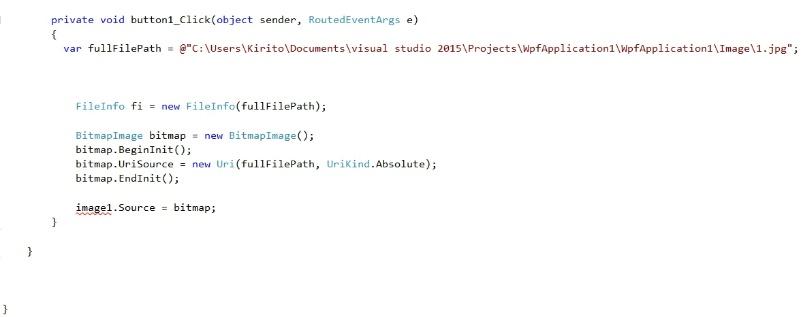 private void button1_Click(object sender, RoutedEventArgs e)
{
var fullFilePath = @"C:\Users\Kirito\Documents\visual studio 2015\Projects\WpfApplication1\WpfApplication1\Image\1.jpg";
FileInfo fi = new FileInfo(fullFilePath);
BitmapImage bitmap = new BitmapImage();
bitmap.BeginInit();
bitmap.UriSource = new Uri(fullFilePath, UriKind.Absolute);
bitmap.EndInit();
image1.Source = bitmap;
}
}
}